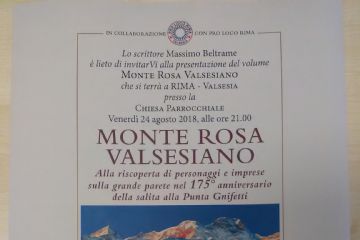 IN COLLABORAZIONE CON PRO LOCO RIMA
Lo scrittore Massimo Beltrame
è lieto di invitarVi alla presentazione del volume
MONTE ROSA VALSESIANO
che si terrà a RIMA - VALSESIA
presso la
CHIESA PARROCCHIALE
Venerdì 24 agosto 2018, alle ore 21.00
MONTE ROSA
VALSESIANO
Alla riscoperta di personaggi e imprese
sulla grande parete nel 175° anniversario
della salita alla Punta Gnifetti